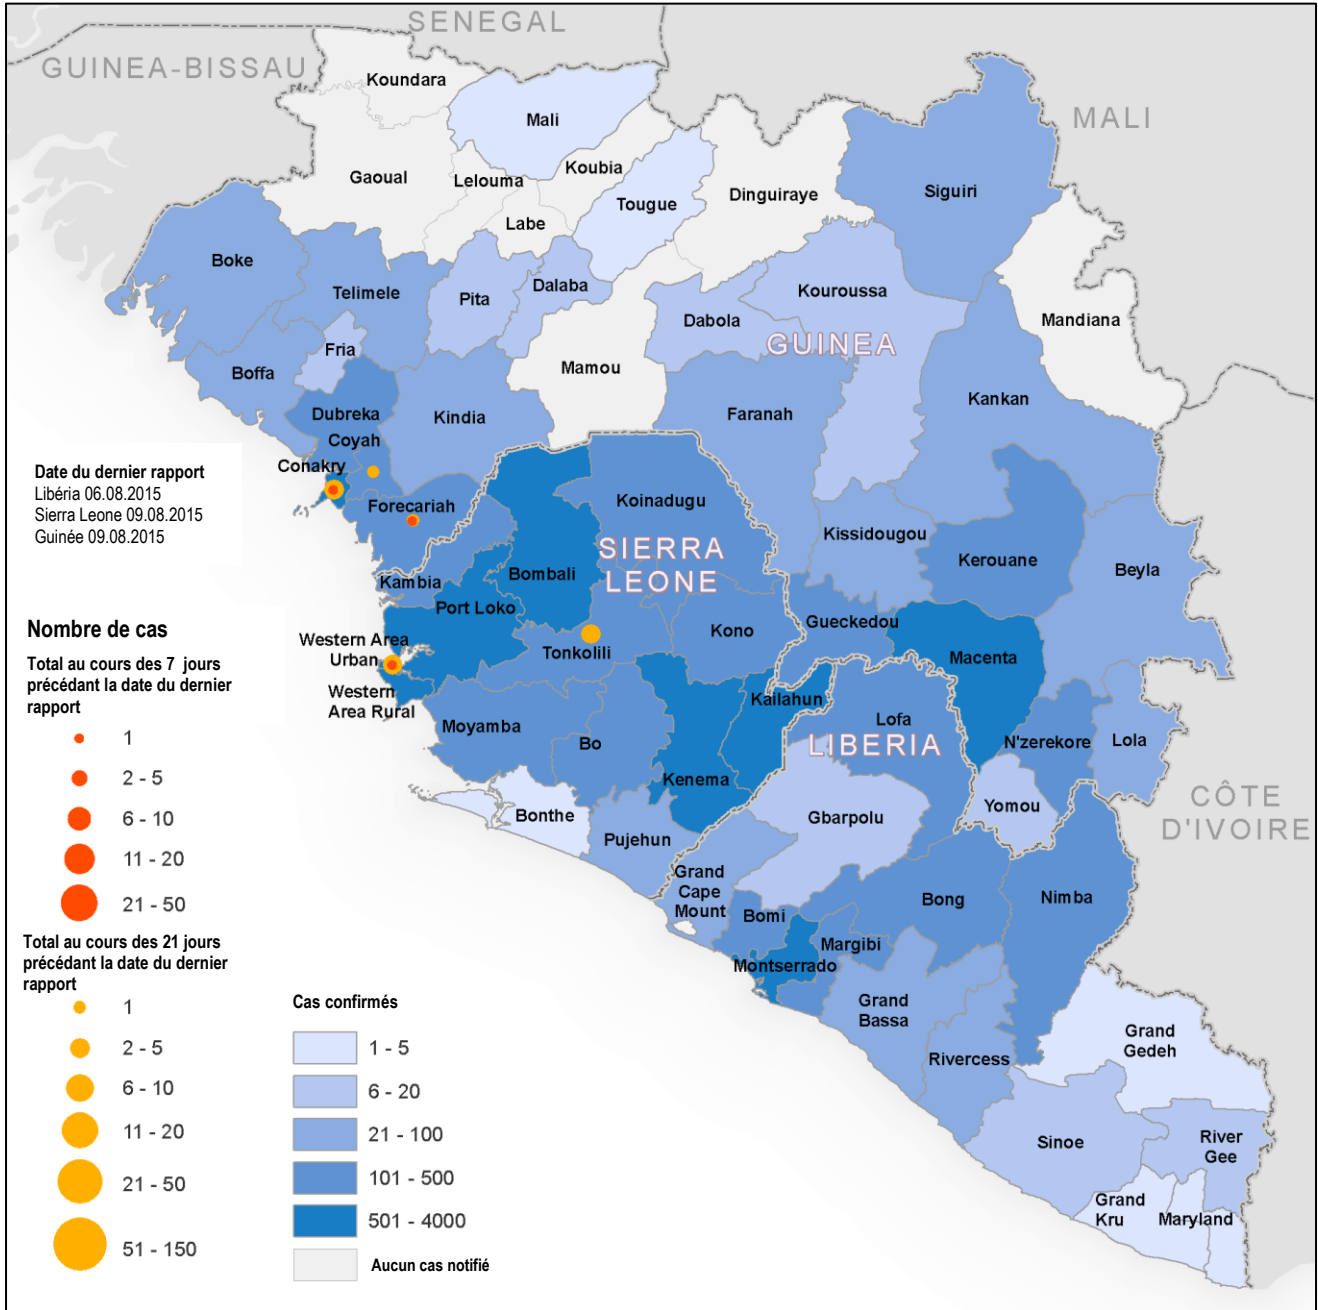 SENEGAL
GUINEA-BISSAU
MALI
CÔTE
D'IVOIRE
GUINEA
SIERRA
LEONE
LIBERIA
Koundara
Mali
Gaoual
Lelouma
Koubia
Labe
Tougue
Dinguiraye
Siguiri
Boke
Telimele
Pita
Dalaba
Kouroussa
Dabola
Mandiana
Fria
Boffa
Mamou
Dubreka
Kindia
Faranah
Kankan
Coyah
Conakry
Forecariah
Koinadugu
Kissidougou
Kerouane
Beyla
Kambia
Bombali
Port Loko
Kono
Gueckedou
Western Area
Urban
Tonkolili
Macenta
Western
Area Rural
Kailahun
Moyamba
Bo
Lofa
N'zerekore
Lola
Kenema
Yomou
Bonthe
Gbarpolu
Pujehun
Grand
Cape
Mount
Bong
Nimba
Bomi
Margibi
Montserrado
Grand
Bassa
Rivercess
Grand
Gedeh
Sinoe
River
Gee
Grand
Kru
Maryland
Date du dernier rapport
Libéria 06.08.2015
Sierra Leone 09.08.2015
Guinée 09.08.2015
Nombre de cas
Total au cours des 7 jours
précédant la date du dernier
rapport
1
2 - 5
6 - 10
11 - 20
21 - 50
Total au cours des 21 jours
précédant la date du dernier
rapport
1
2 - 5
6 - 10
11 - 20
21 - 50
51 - 150
Cas confirmés
1 - 5
6 - 20
21 - 100
101 - 500
501 - 4000
Aucun cas notifié